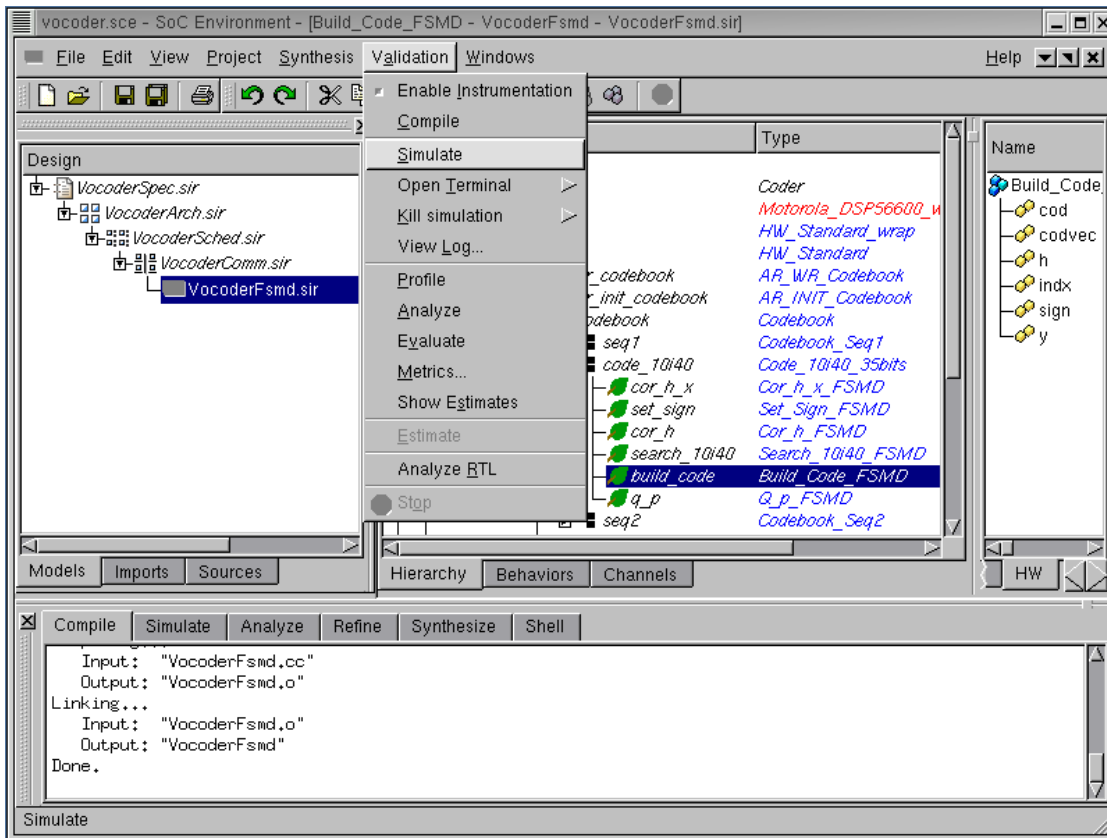 vocoder.sce - SoC Environment - [Build_Code_FSMD - VocoderFsmd - VocoderFsmd.sir]
File Edit View Project Synthesis Validation Windows Help
Enable Instrumentation
Compile
Simulate
Open Terminal
Kill simulation
View Log...
Profile
Analyze
Evaluate
Metrics...
Show Estimates
Estimate
Analyze RTL
Stop
Design
VocoderSpec.sir
VocoderArch.sir
VocoderSched.sir
VocoderComm.sir
VocoderFsmd.sir
Models Imports Sources
Type
Coder
Motorola_DSP56600_w
HW_Standard_wrap
HW_Standard
r_codebook AR_WR_Codebook
r_init_codebook AR_INIT_Codebook
odebook Codebook
seq1 Codebook_Seq1
code_10i40 Code_10i40_35bits
cor_h_x Cor_h_x_FSMD
set_sign Set_Sign_FSMD
cor_h Cor_h_FSMD
search_10i40 Search_10i40_FSMD
build_code Build_Code_FSMD
q_p Q_p_FSMD
seq2 Codebook_Seq2
Hierarchy Behaviors Channels
Name
Build_Code_
cod
codvec
h
indx
sign
y
HW
Compile Simulate Analyze Refine Synthesize Shell
Input: "VocoderFsmd.cc"
Output: "VocoderFsmd.o"
Linking...
Input: "VocoderFsmd.o"
Output: "VocoderFsmd"
Done.
Simulate